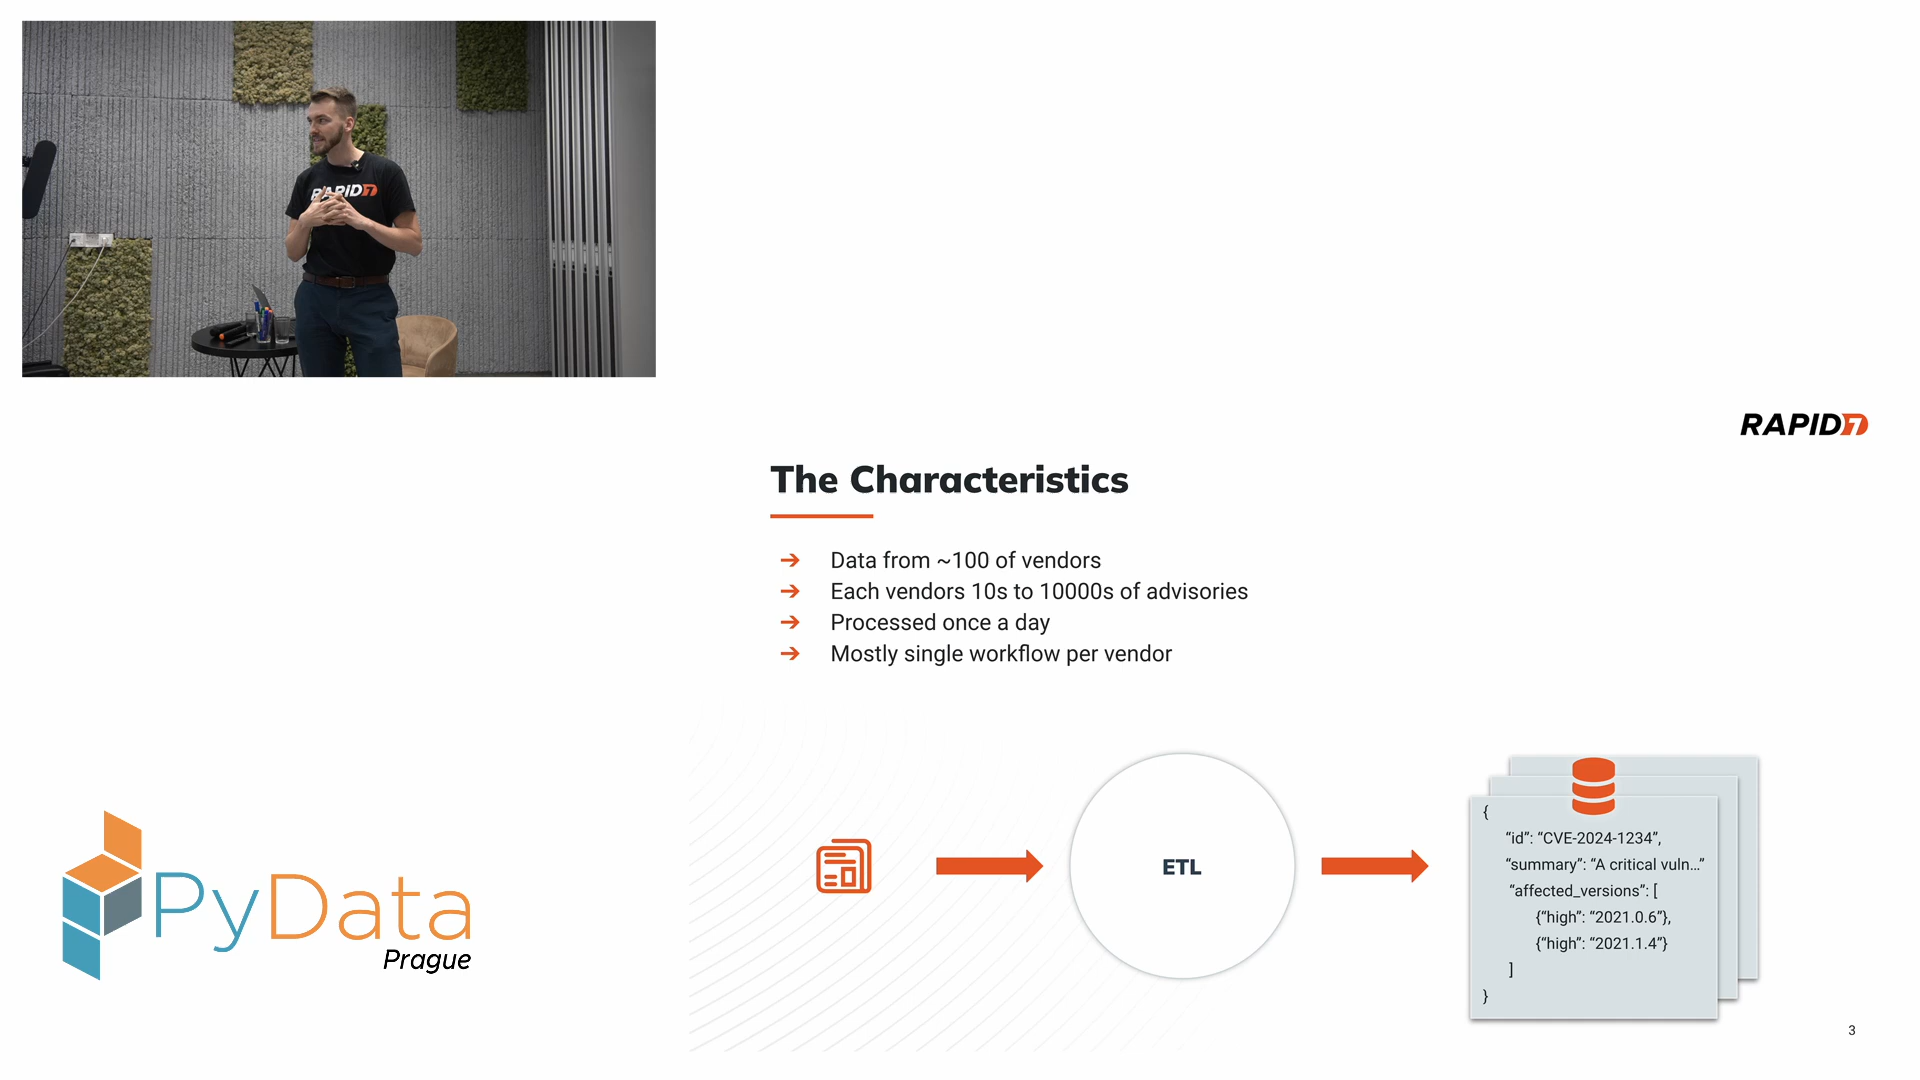 RAPID7
RAPID7
The Characteristics
➔ Data from ~100 of vendors
➔ Each vendors 10s to 10000s of advisories
➔ Processed once a day
➔ Mostly single workflow per vendor
ETL
{
“id”: “CVE-2024-1234”,
“summary”: “A critical vuln…”
“affected_versions”: [
{“high”: “2021.0.6”},
{“high”: “2021.1.4”}
]
}
PyData
Prague
3